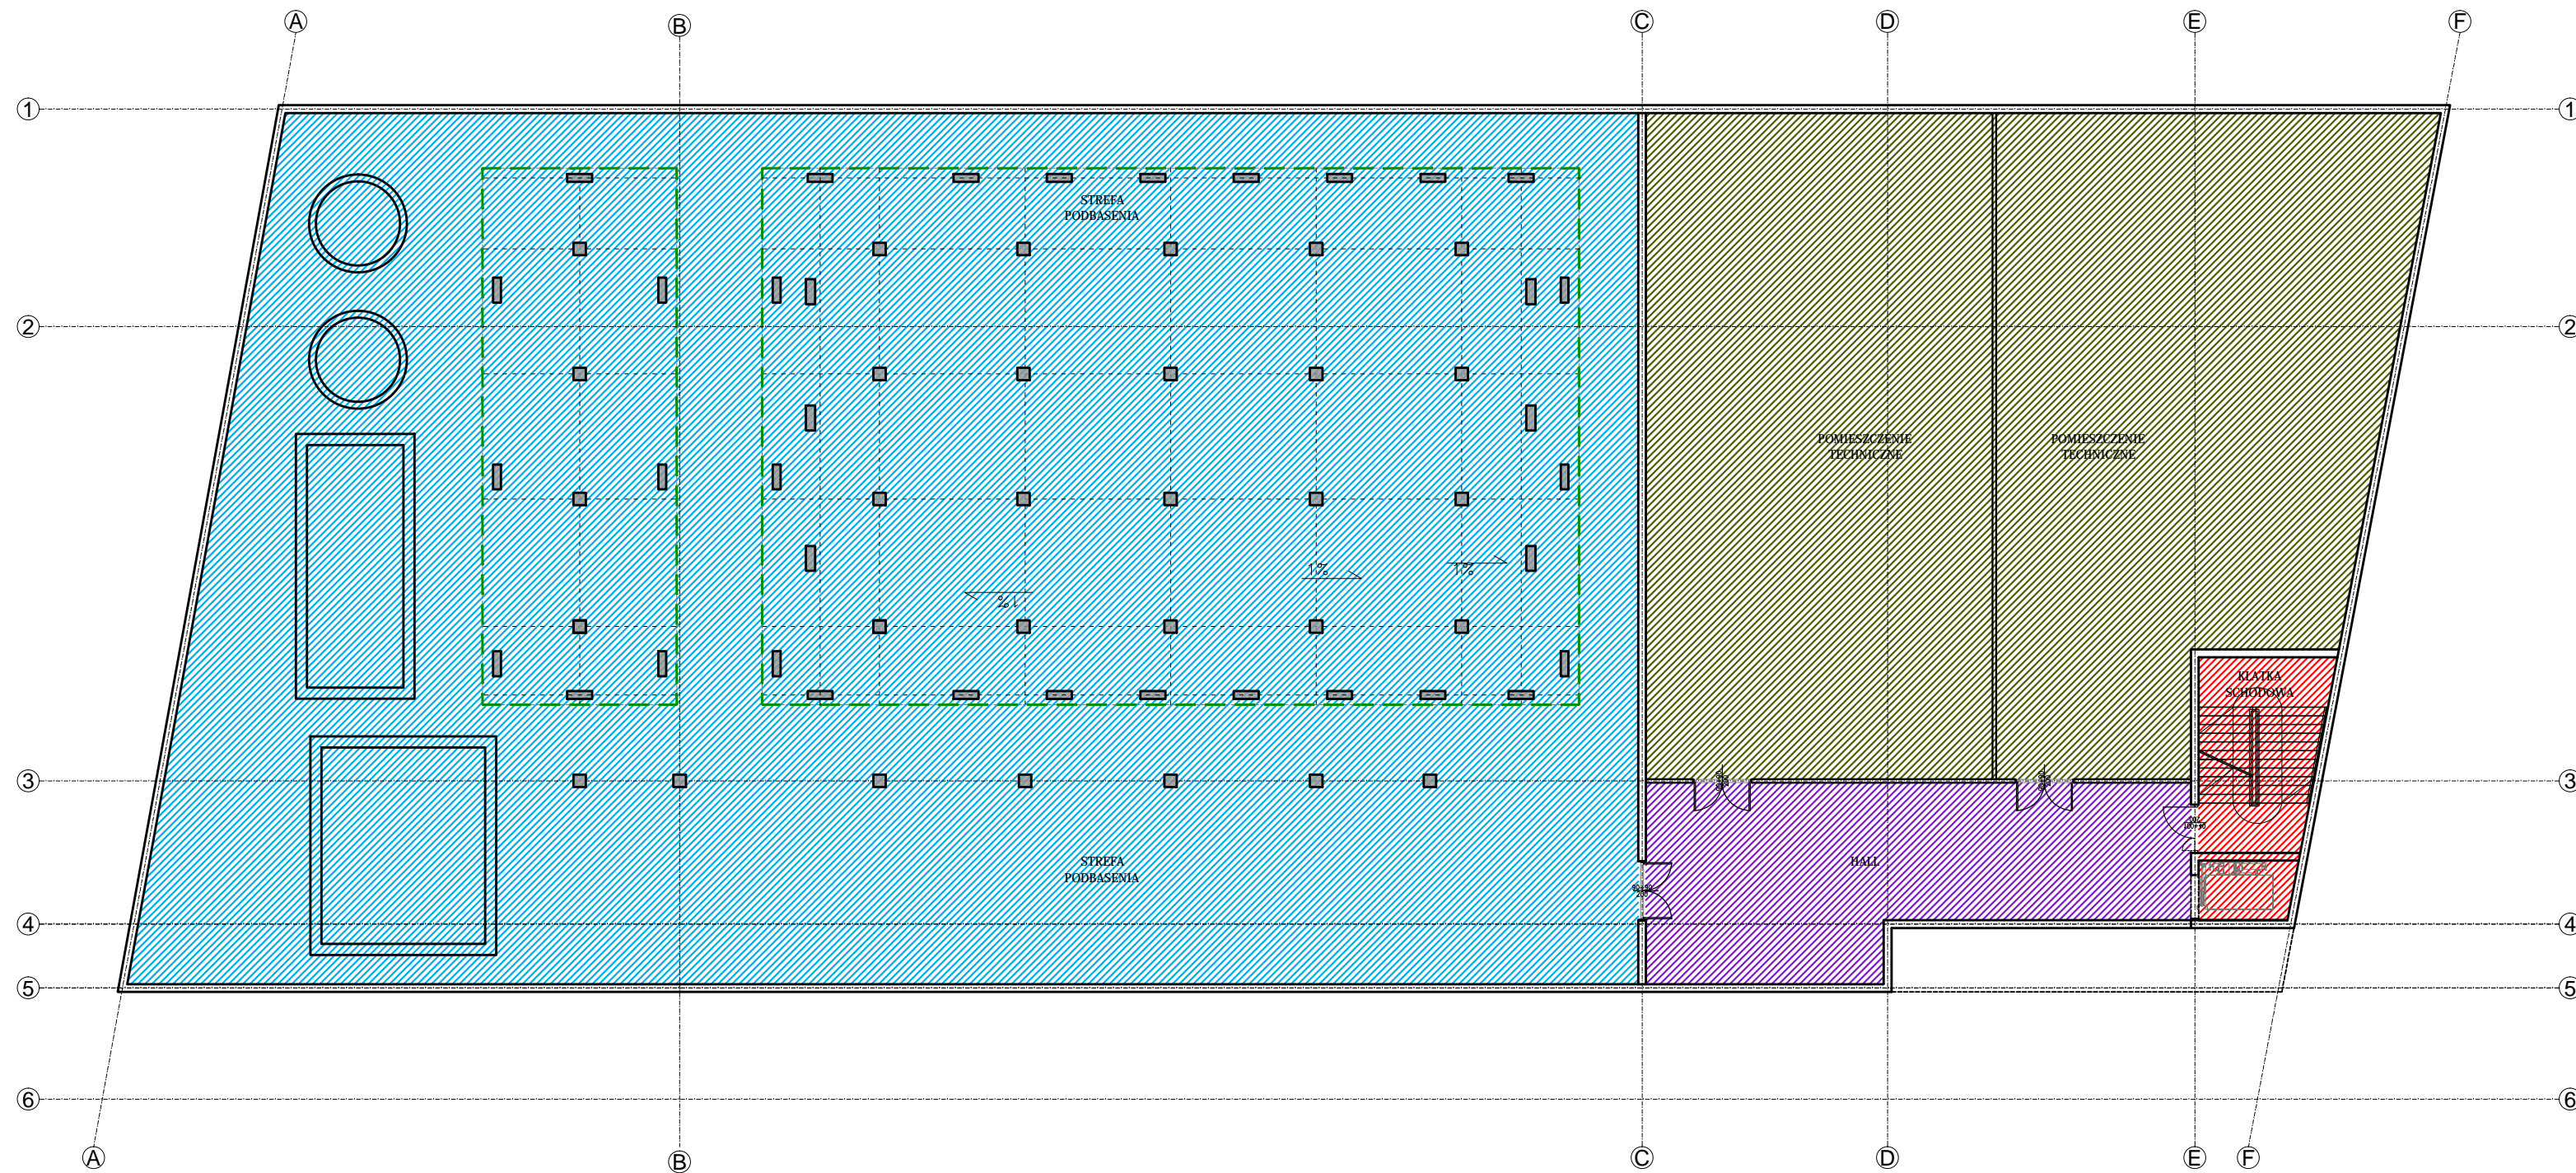 A
B
C
D
E
F
1
1
STREFA
PODBASENIA
2
2
POMIESZCZENIE
TECHNICZNE
POMIESZCZENIE
TECHNICZNE
1%
1%
1%
KLATKA
SCHODOWA
3
3
STREFA
PODBASENIA
HALL
4
4
5
5
6
6
A
B
C
D
E
F